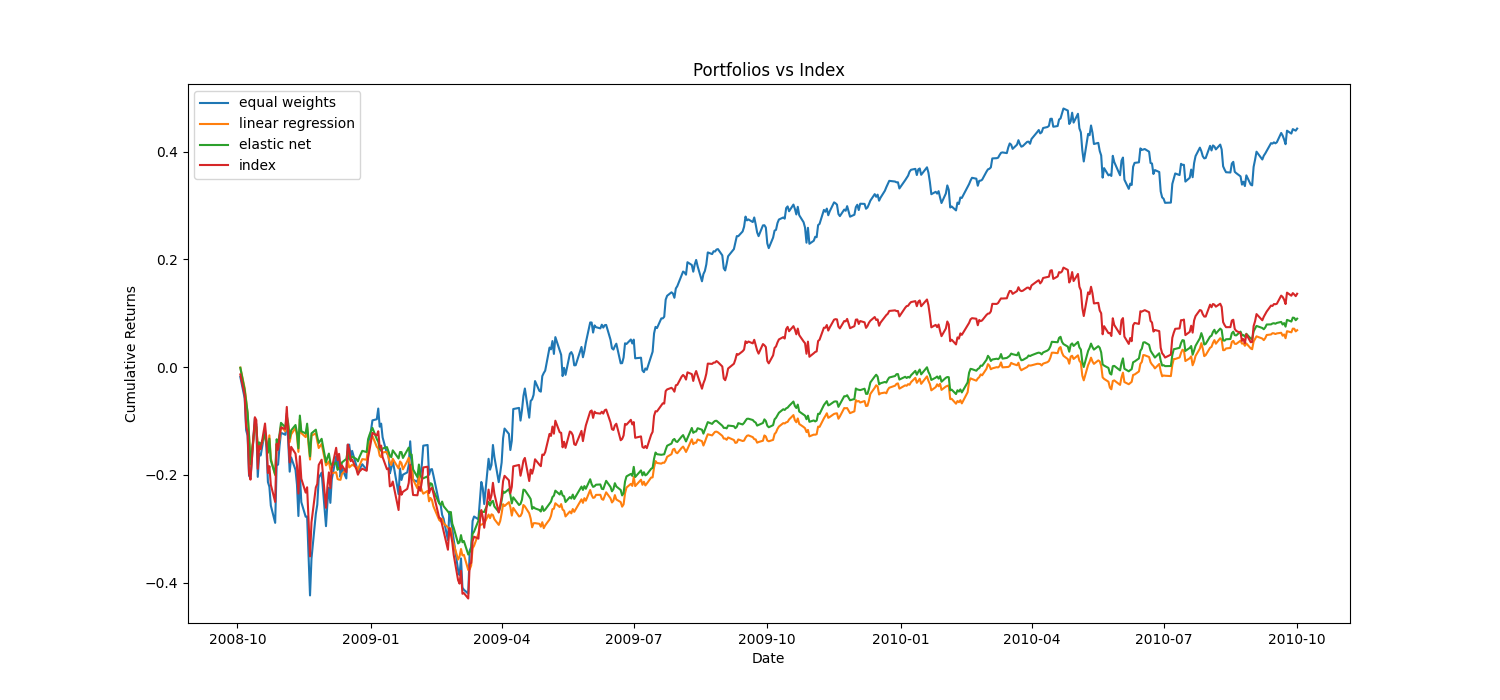 Portfolios vs Index
equal weights
linear regression
elastic net
index
Cumulative Returns
0.4
0.2
0.0
−0.2
−0.4
2008-10
2009-01
2009-04
2009-07
2009-10
2010-01
2010-04
2010-07
2010-10
Date